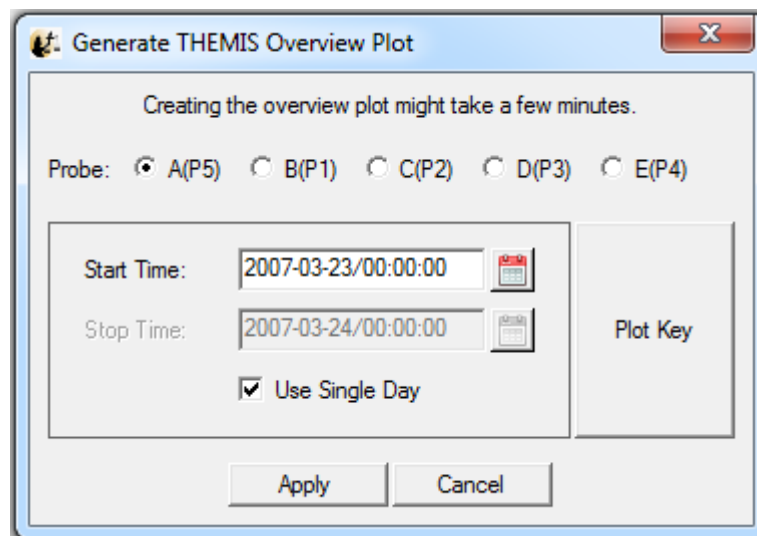 Generate THEMIS Overview Plot
Creating the overview plot might take a few minutes.
Probe: A(P5) B(P1) C(P2) D(P3) E(P4)
Start Time: 2007-03-23/00:00:00
Stop Time: 2007-03-24/00:00:00
Use Single Day
Plot Key
Apply Cancel